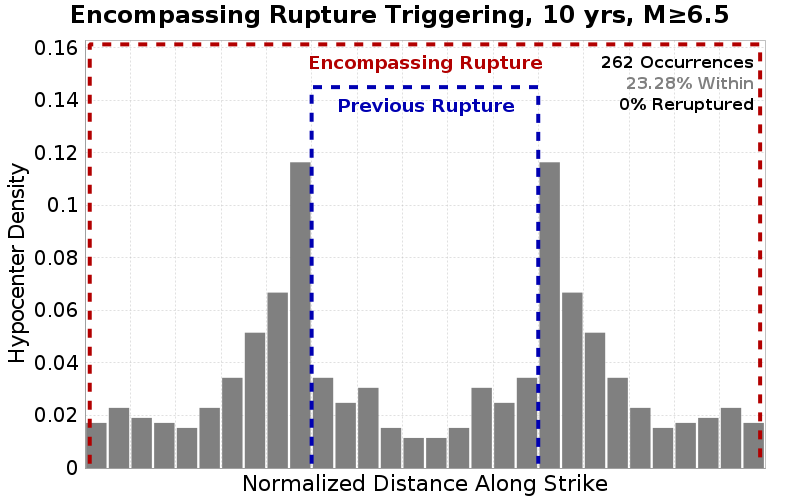 Encompassing Rupture Triggering, 10 yrs, M≥6.5
0.16
0.14
0.12
0.1
0.08
0.06
0.04
0.02
0
Hypocenter Density
Encompassing Rupture
Previous Rupture
262 Occurrences
23.28% Within
0% Reruptured
Normalized Distance Along Strike